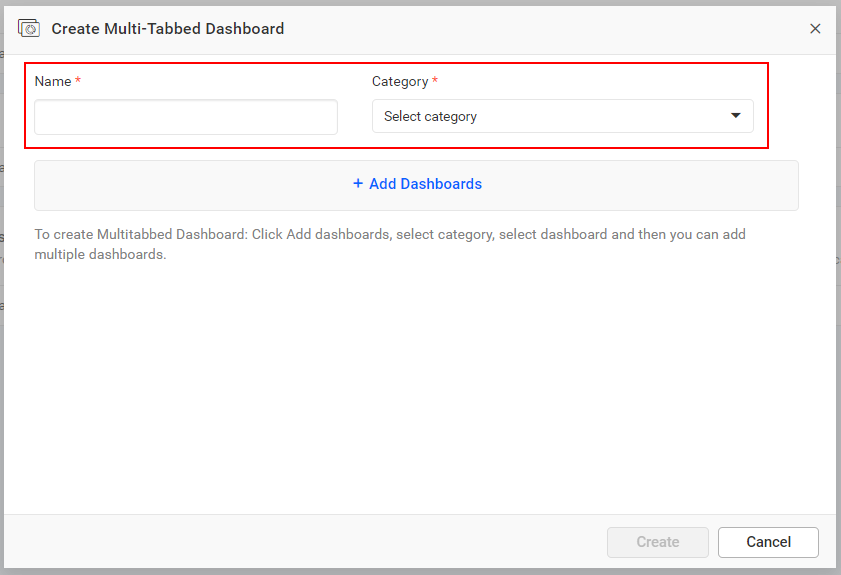 Create Multi-Tabbed Dashboard
Name *
Category *
Select category
+ Add Dashboards
To create Multitabbed Dashboard: Click Add dashboards, select category, select dashboard and then you can add
multiple dashboards.
Create
Cancel